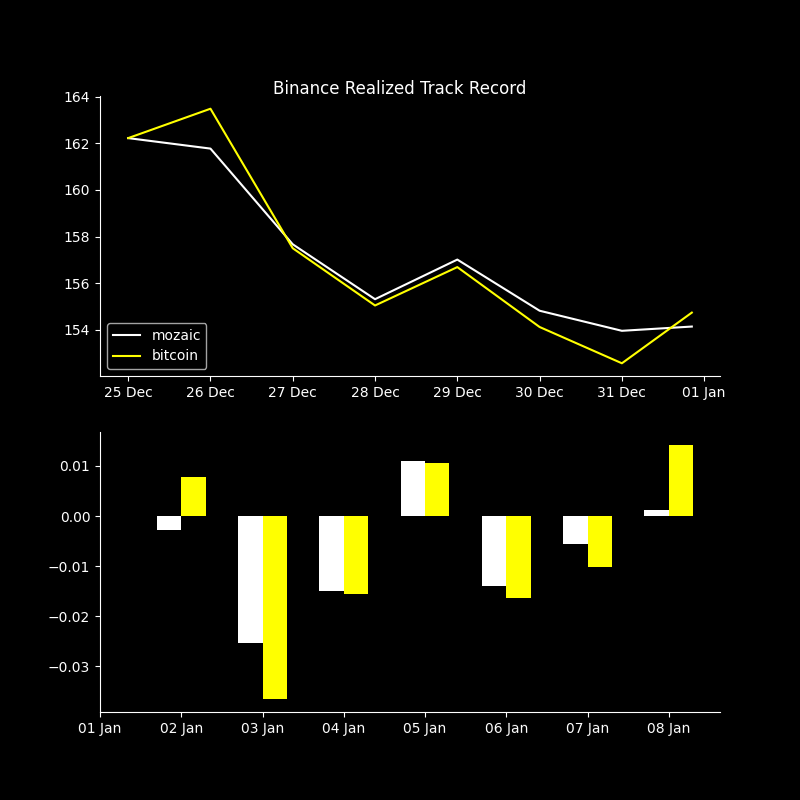 Binance Realized Track Record
164
162
160
158
156
154
mozaic
bitcoin
25 Dec 26 Dec 27 Dec 28 Dec 29 Dec 30 Dec 31 Dec 01 Jan
0.01
0.00
−0.01
−0.02
−0.03
01 Jan 02 Jan 03 Jan 04 Jan 05 Jan 06 Jan 07 Jan 08 Jan